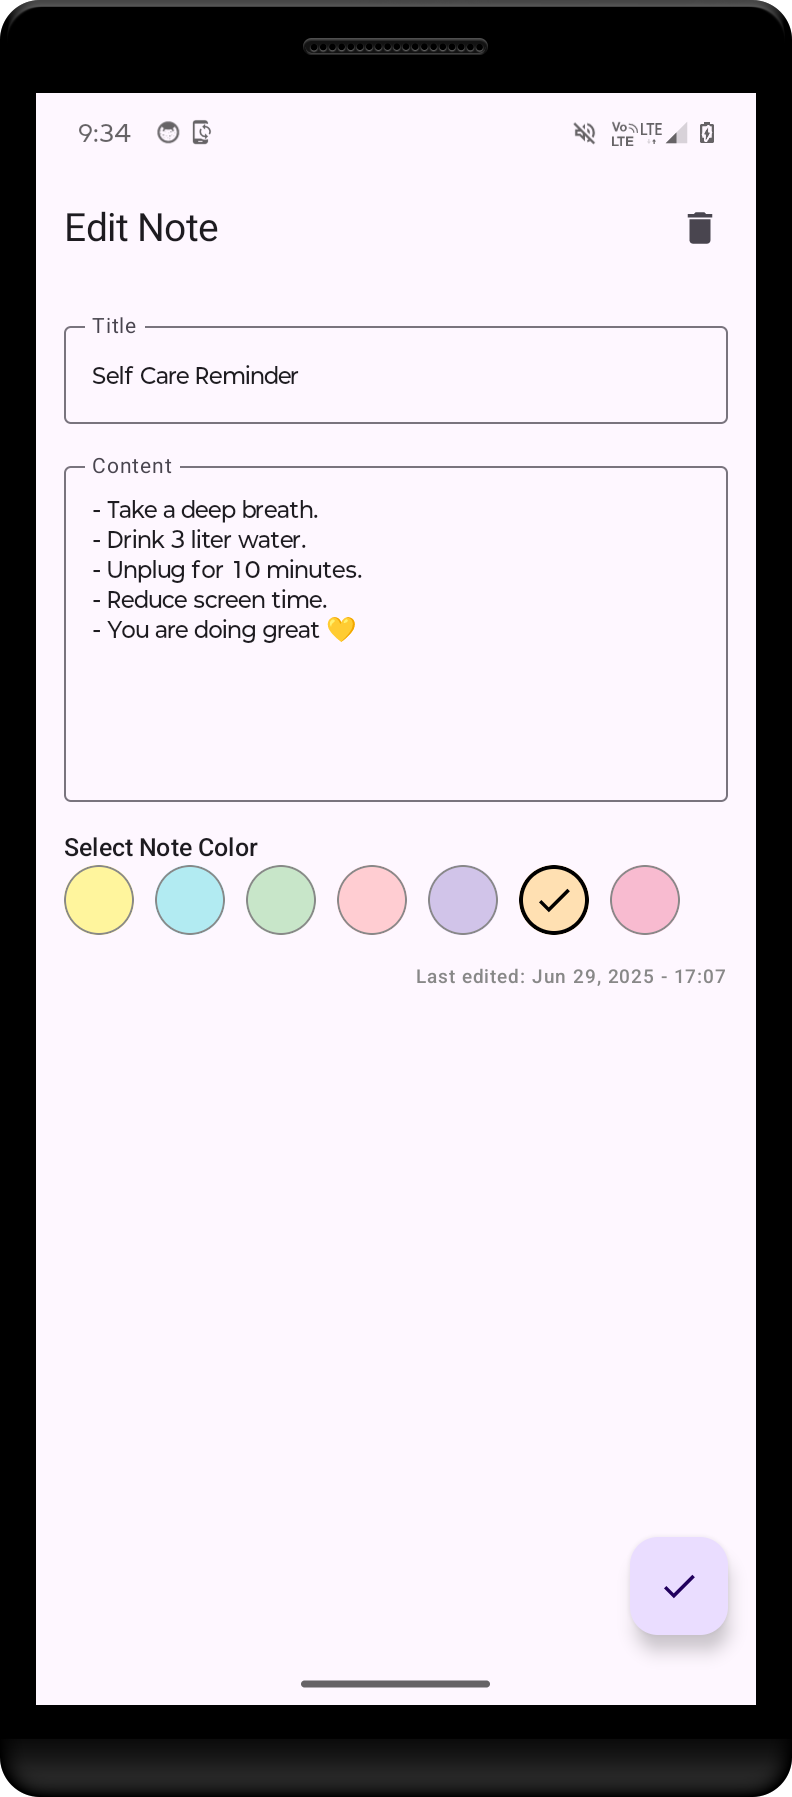 9:34
Vo LTE
LTE
Edit Note
Title
Self Care Reminder
Content
- Take a deep breath.
- Drink 3 liter water.
- Unplug for 10 minutes.
- Reduce screen time.
- You are doing great 💛
Select Note Color
Last edited: Jun 29, 2025 - 17:07